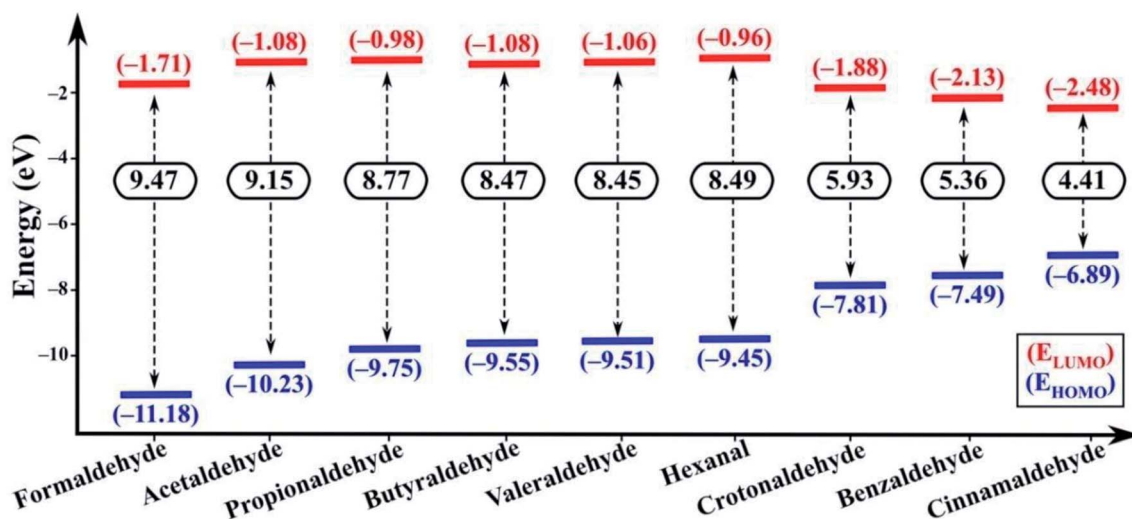 (–1.71) (–1.08) (–0.98) (–1.08) (–1.06) (–0.96) (–1.88) (–2.13) (–2.48)
Energy (eV)
–2
–4
–6
–8
–10
9.47 9.15 8.77 8.47 8.45 8.49 5.93 5.36 4.41
(–11.18) (–10.23) (–9.75) (–9.55) (–9.51) (–9.45) (–7.81) (–7.49) (–6.89)
(E_LUMO)
(E_HOMO)
Formaldehyde
Acetaldehyde
Propionaldehyde
Butyraldehyde
Valeraldehyde
Hexanal
Crotonaldehyde
Benzaldehyde
Cinnamaldehyde